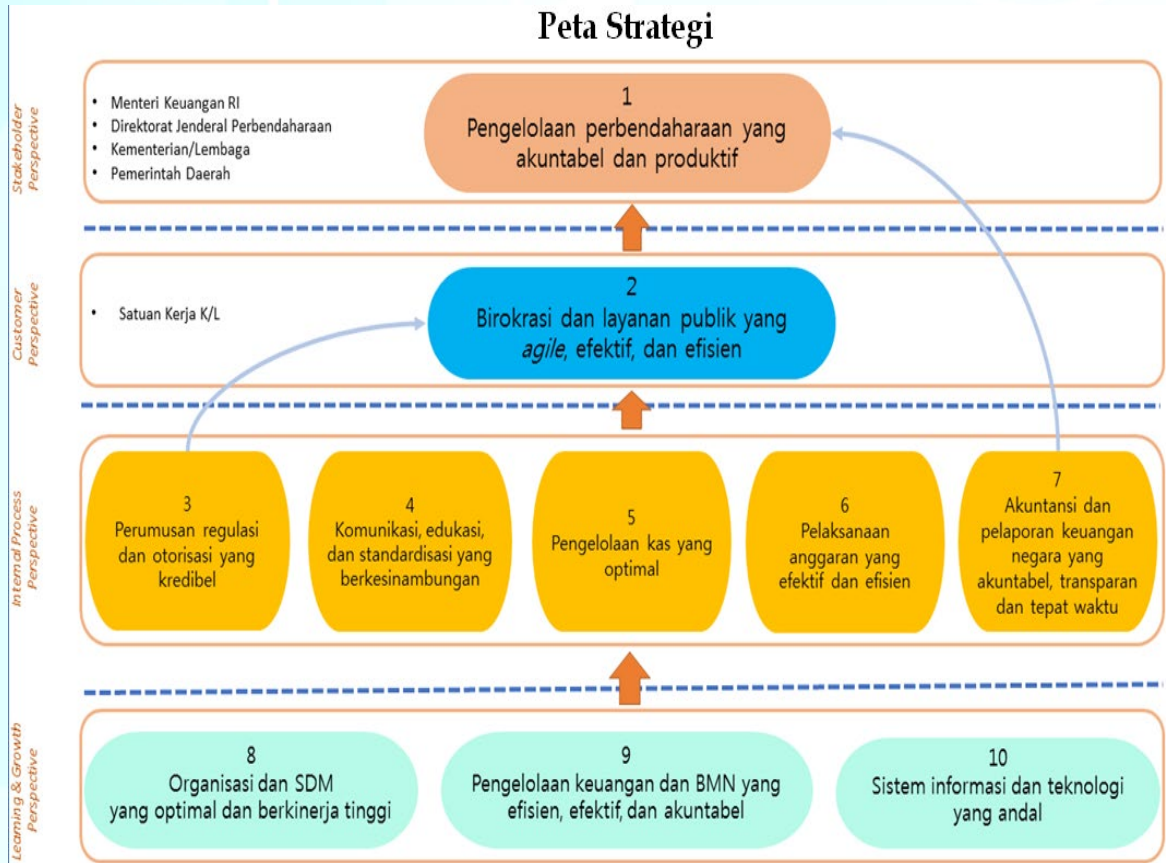 Peta Strategi
Stakeholder
Perspective
• Menteri Keuangan RI
• Direktorat Jenderal Perbendaharaan
• Kementerian/Lembaga
• Pemerintah Daerah
1
Pengelolaan perbendaharaan yang
akuntabel dan produktif
Customer
Perspective
• Satuan Kerja K/L
2
Birokrasi dan layanan publik yang
agile, efektif, dan efisien
Internal Process
Perspective
3
Perumusan regulasi
dan otorisasi yang
kredibel
4
Komunikasi, edukasi,
dan standardisasi yang
berkesinambungan
5
Pengelolaan kas yang
optimal
6
Pelaksanaan
anggaran yang
efektif dan efisien
7
Akuntansi dan
pelaporan keuangan
negara yang
akuntabel, transparan
dan tepat waktu
Learning & Growth
Perspective
8
Organisasi dan SDM
yang optimal dan berkinerja tinggi
9
Pengelolaan keuangan dan BMN yang
efisien, efektif, dan akuntabel
10
Sistem informasi dan teknologi
yang andal